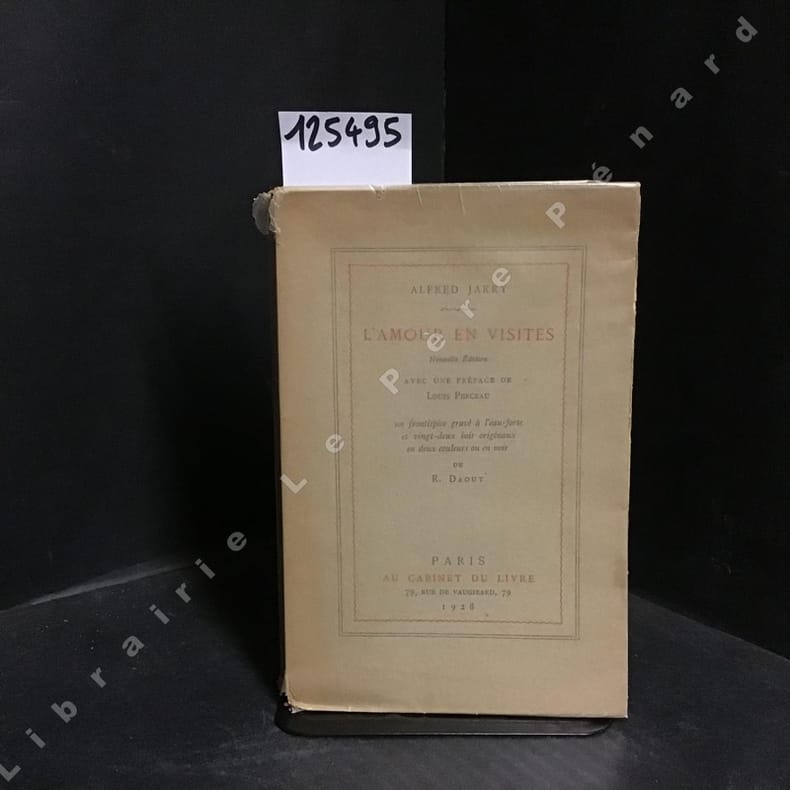 125495
ALFRED JARRY
L'AMOUR EN VISITES
Nouvelle Édition
AVEC UNE PRÉFACE DE
LOUIS PERCEAU
un frontispice gravé à l'eau-forte
et vingt-deux bois originaux
en deux couleurs ou en noir
DE
R. DAOUT
PARIS
AU CABINET DU LIVRE
79, RUE DE VAUGIRARD, 79
1928
Librairie Le Pere Pénard